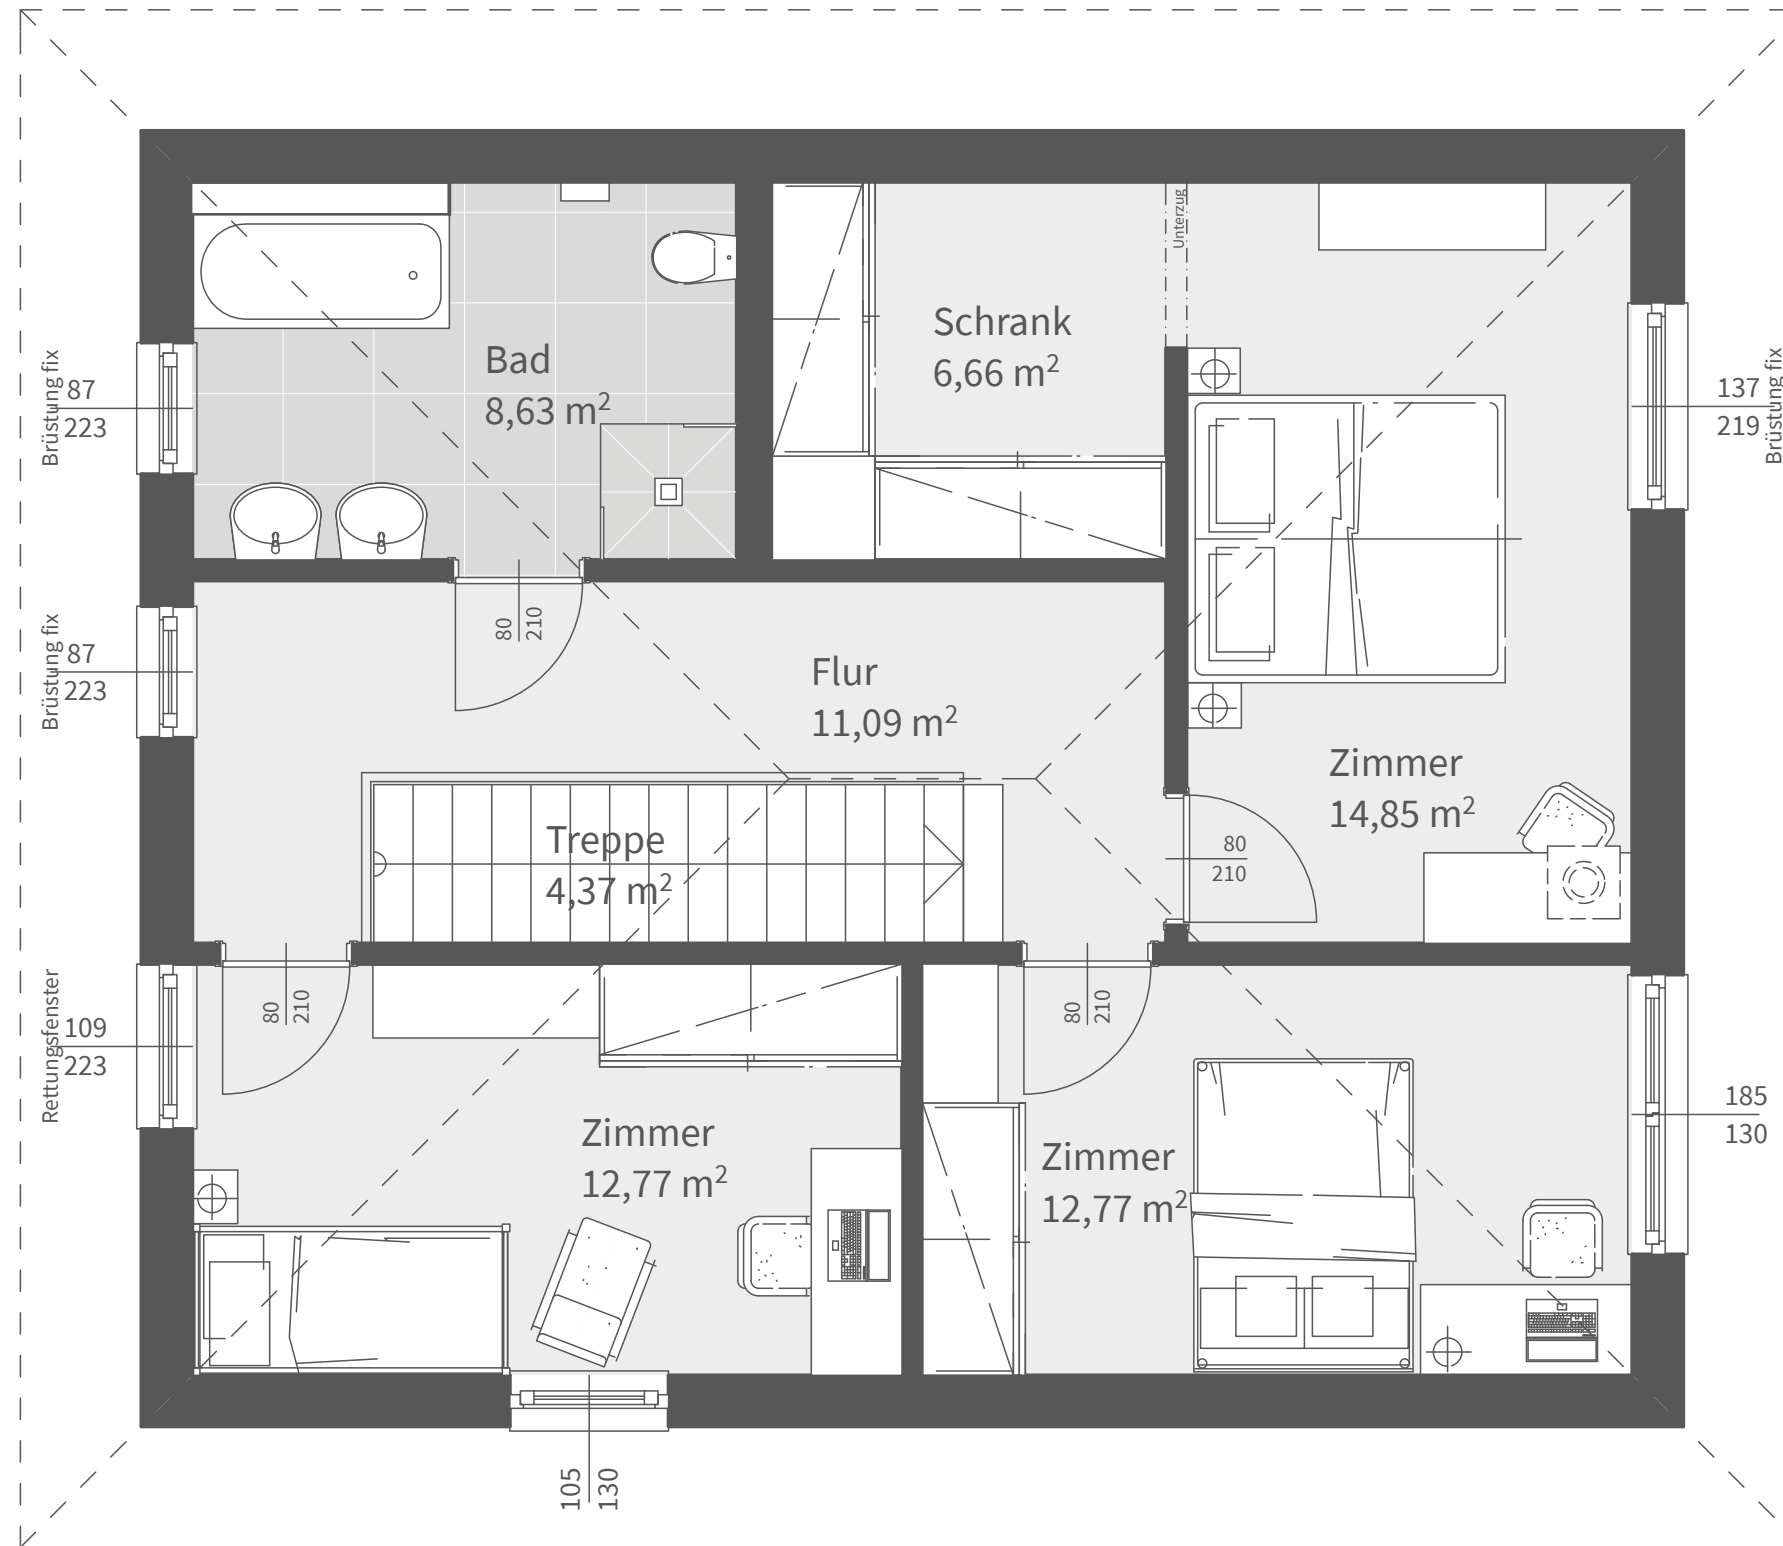 Unterzug
Schrank
6,66 m²
Bad
8,63 m²
Brüstung fix
87
223
137
219
Brüstung fix
80
210
Brüstung fix
87
223
Flur
11,09 m²
Zimmer
14,85 m²
Treppe
4,37 m²
80
210
Rettungsfenster
109
223
80
210
80
210
Zimmer
12,77 m²
Zimmer
12,77 m²
185
130
105
130